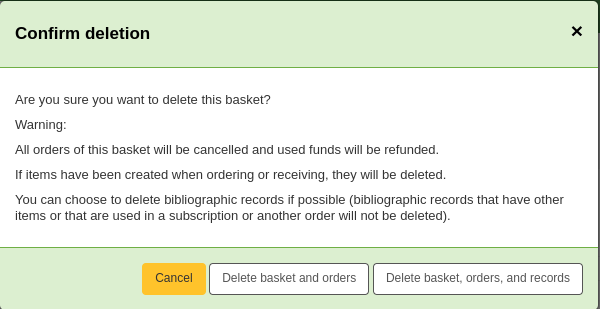 Confirm deletion ×
Are you sure you want to delete this basket?
Warning:
All orders of this basket will be cancelled and used funds will be refunded.
If items have been created when ordering or receiving, they will be deleted.
You can choose to delete bibliographic records if possible (bibliographic records that have other
items or that are used in a subscription or another order will not be deleted).
Cancel Delete basket and orders Delete basket, orders, and records